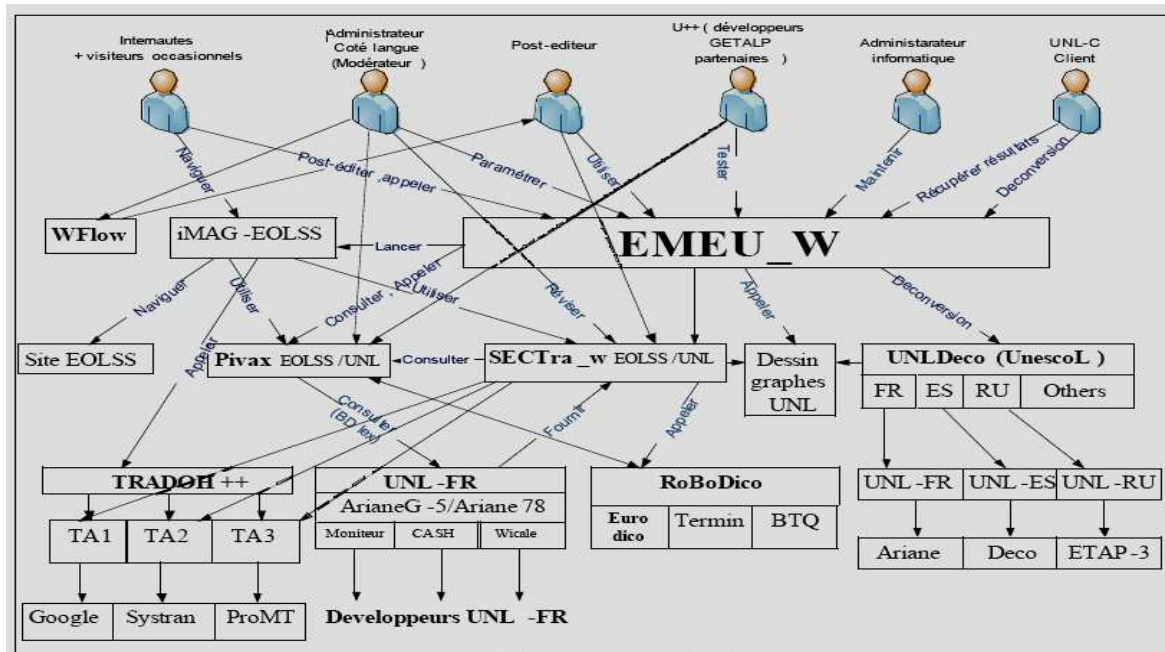 Internautes
+ visiteurs occasionnels
Administrateur
Coté langue
(Modérateur )
Post-editeur
U++ ( développeurs
GETALP
partenaires )
Administarateur
informatique
UNL-C
Client
Naviguer
Post-éditer ,appeler
Paramétrer
Utiliser
Tester
Maintenir
Récupérer résultats
Deconversion
WFlow
iMAG -EOLSS
Lancer
EMEU_W
Naviguer
Utiliser
Consulter , Appeler
Utiliser
Réviser
Appeler
Deconversion
Site EOLSS
Appeler
Pivax EOLSS /UNL
Consulter
SECTra_w EOLSS /UNL
Dessin
graphes
UNL
UNLDeco (UnescoL )
FR ES RU Others
Consulter
(BD lex)
Fournir
Appeler
TRADOH ++
UNL -FR
RoBoDico
UNL -FR UNL -ES UNL -RU
ArianeG -5/Ariane 78
TA1 TA2 TA3
Moniteur CASH Wicale
Euro
dico
Termin BTQ
Ariane Deco ETAP -3
Google Systran ProMT
Developpeurs UNL -FR